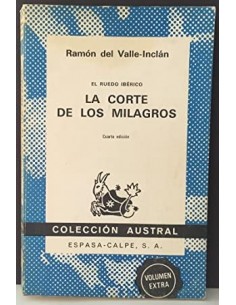 Ramón del Valle-Inclán
EL RUEDO IBÉRICO
LA CORTE
DE LOS MILAGROS
Cuarta edición
COLECCIÓN AUSTRAL
ESPASA-CALPE, S. A.
VOLUMEN
EXTRA